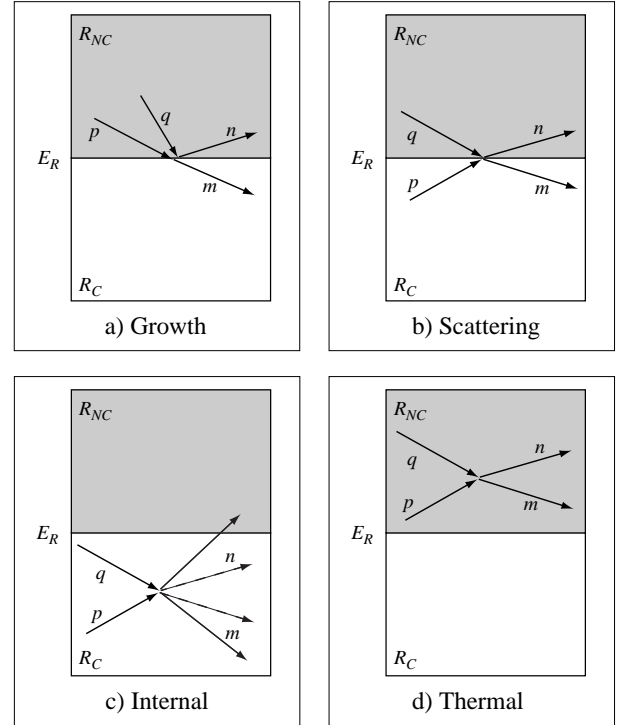 R_NC
q
p
n
E_R
m
R_C
a) Growth
R_NC
n
q
E_R
p
m
R_C
b) Scattering
R_NC
E_R
n
q
p
m
R_C
c) Internal
R_NC
n
q
p
m
E_R
R_C
d) Thermal